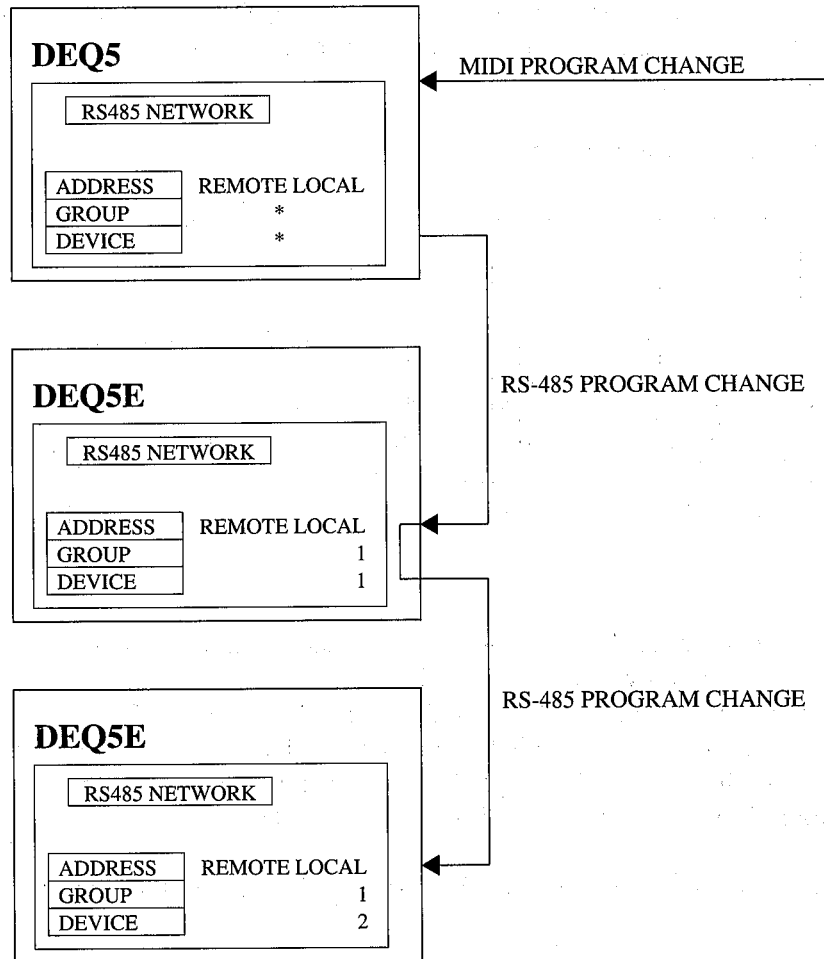 DEQ5
MIDI PROGRAM CHANGE
RS485 NETWORK
ADDRESS REMOTE LOCAL
GROUP *
DEVICE *
RS-485 PROGRAM CHANGE
DEQ5E
RS485 NETWORK
ADDRESS REMOTE LOCAL
GROUP 1
DEVICE 1
RS-485 PROGRAM CHANGE
DEQ5E
RS485 NETWORK
ADDRESS REMOTE LOCAL
GROUP 1
DEVICE 2